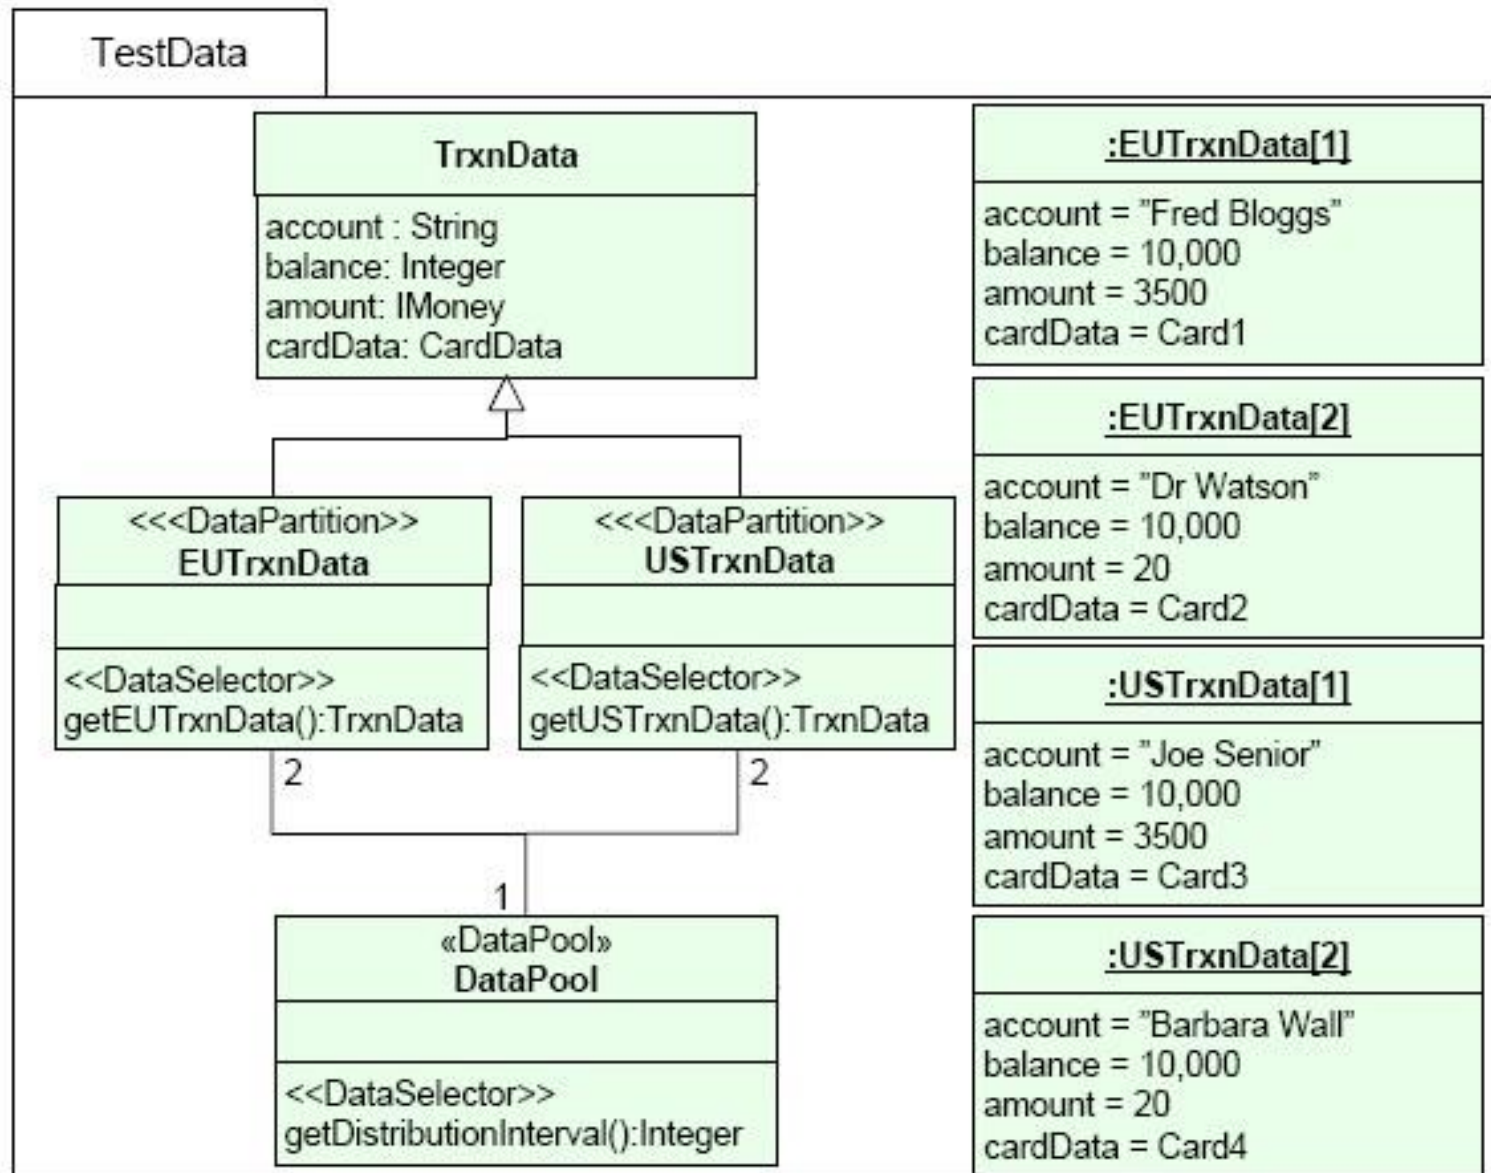 TestData
TrxnData
account : String
balance: Integer
amount: IMoney
cardData: CardData
<<<DataPartition>>
EUTrxnData
<<DataSelector>>
getEUTrxnData():TrxnData
2
<<<DataPartition>>
USTrxnData
<<DataSelector>>
getUSTrxnData():TrxnData
2
1
«DataPool»
DataPool
<<DataSelector>>
getDistributionInterval():Integer
:EUTrxnData[1]
account = ”Fred Bloggs”
balance = 10,000
amount = 3500
cardData = Card1
:EUTrxnData[2]
account = ”Dr Watson”
balance = 10,000
amount = 20
cardData = Card2
:USTrxnData[1]
account = ”Joe Senior”
balance = 10,000
amount = 3500
cardData = Card3
:USTrxnData[2]
account = ”Barbara Wall”
balance = 10,000
amount = 20
cardData = Card4